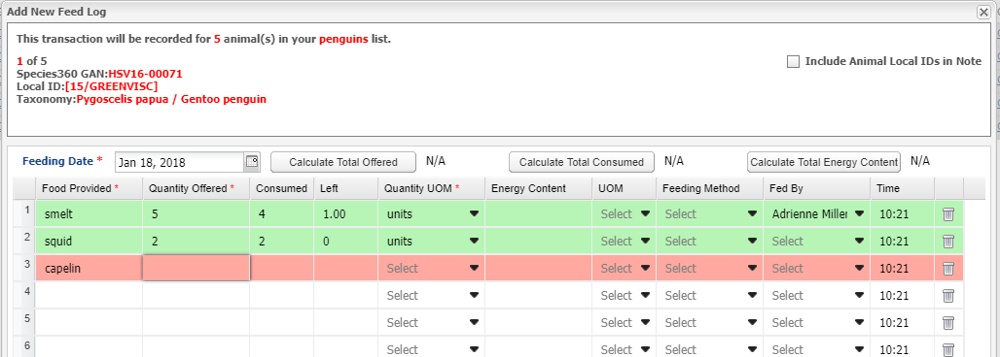 Add New Feed Log
This transaction will be recorded for 5 animal(s) in your penguins list.
1 of 5
Include Animal Local IDs in Note
Species360 GAN:HSV16-00071
Local ID:[15/GREENVISC]
Taxonomy:Pygoscelis papua / Gentoo penguin
Feeding Date * Jan 18, 2018 Calculate Total Offered N/A Calculate Total Consumed N/A Calculate Total Energy Content N/A
Food Provided * Quantity Offered * Consumed Left Quantity UOM * Energy Content UOM Feeding Method Fed By Time
1 smelt 5 4 1.00 units Select Select Adrienne Miller 10:21
2 squid 2 2 0 units Select Select Select 10:21
3 capelin Select Select Select Select 10:21
4 Select Select Select Select 10:21
5 Select Select Select Select 10:21
6 Select Select Select Select 10:21